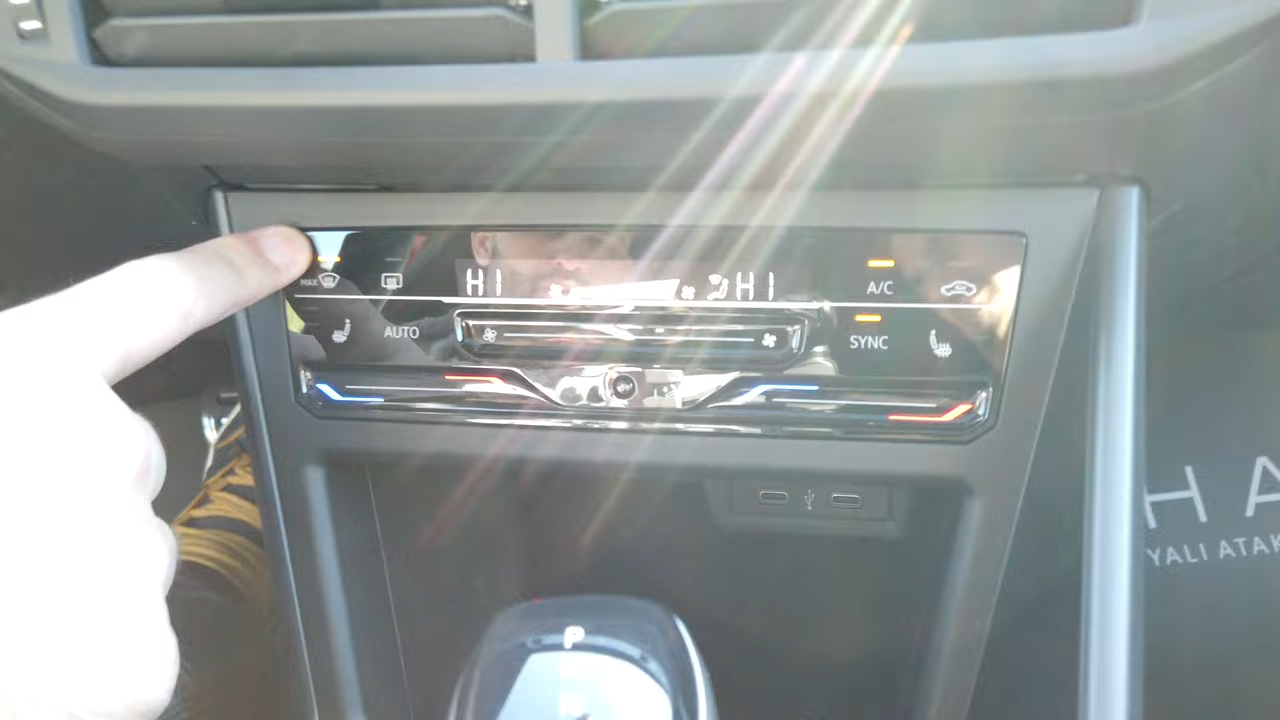 MAX
HI HI
A/C
AUTO
SYNC
P
HA
YALI ATAK